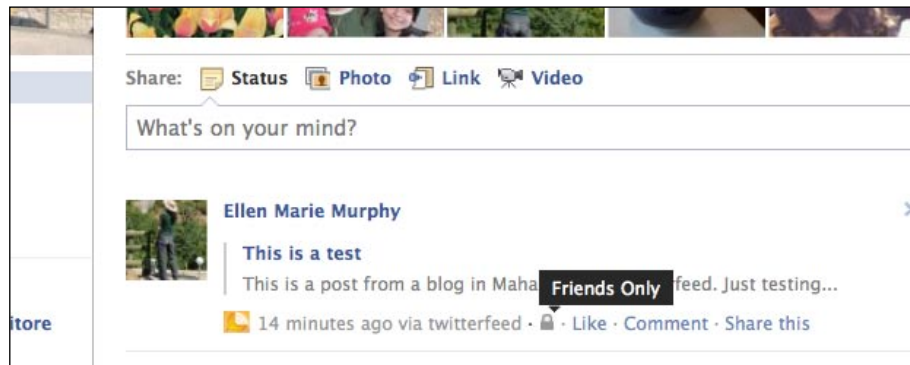 Share: Status Photo Link Video
What's on your mind?
Ellen Marie Murphy
This is a test
This is a post from a blog in Maha Friends Only feed. Just testing...
itore 14 minutes ago via twitterfeed · · Like · Comment · Share this